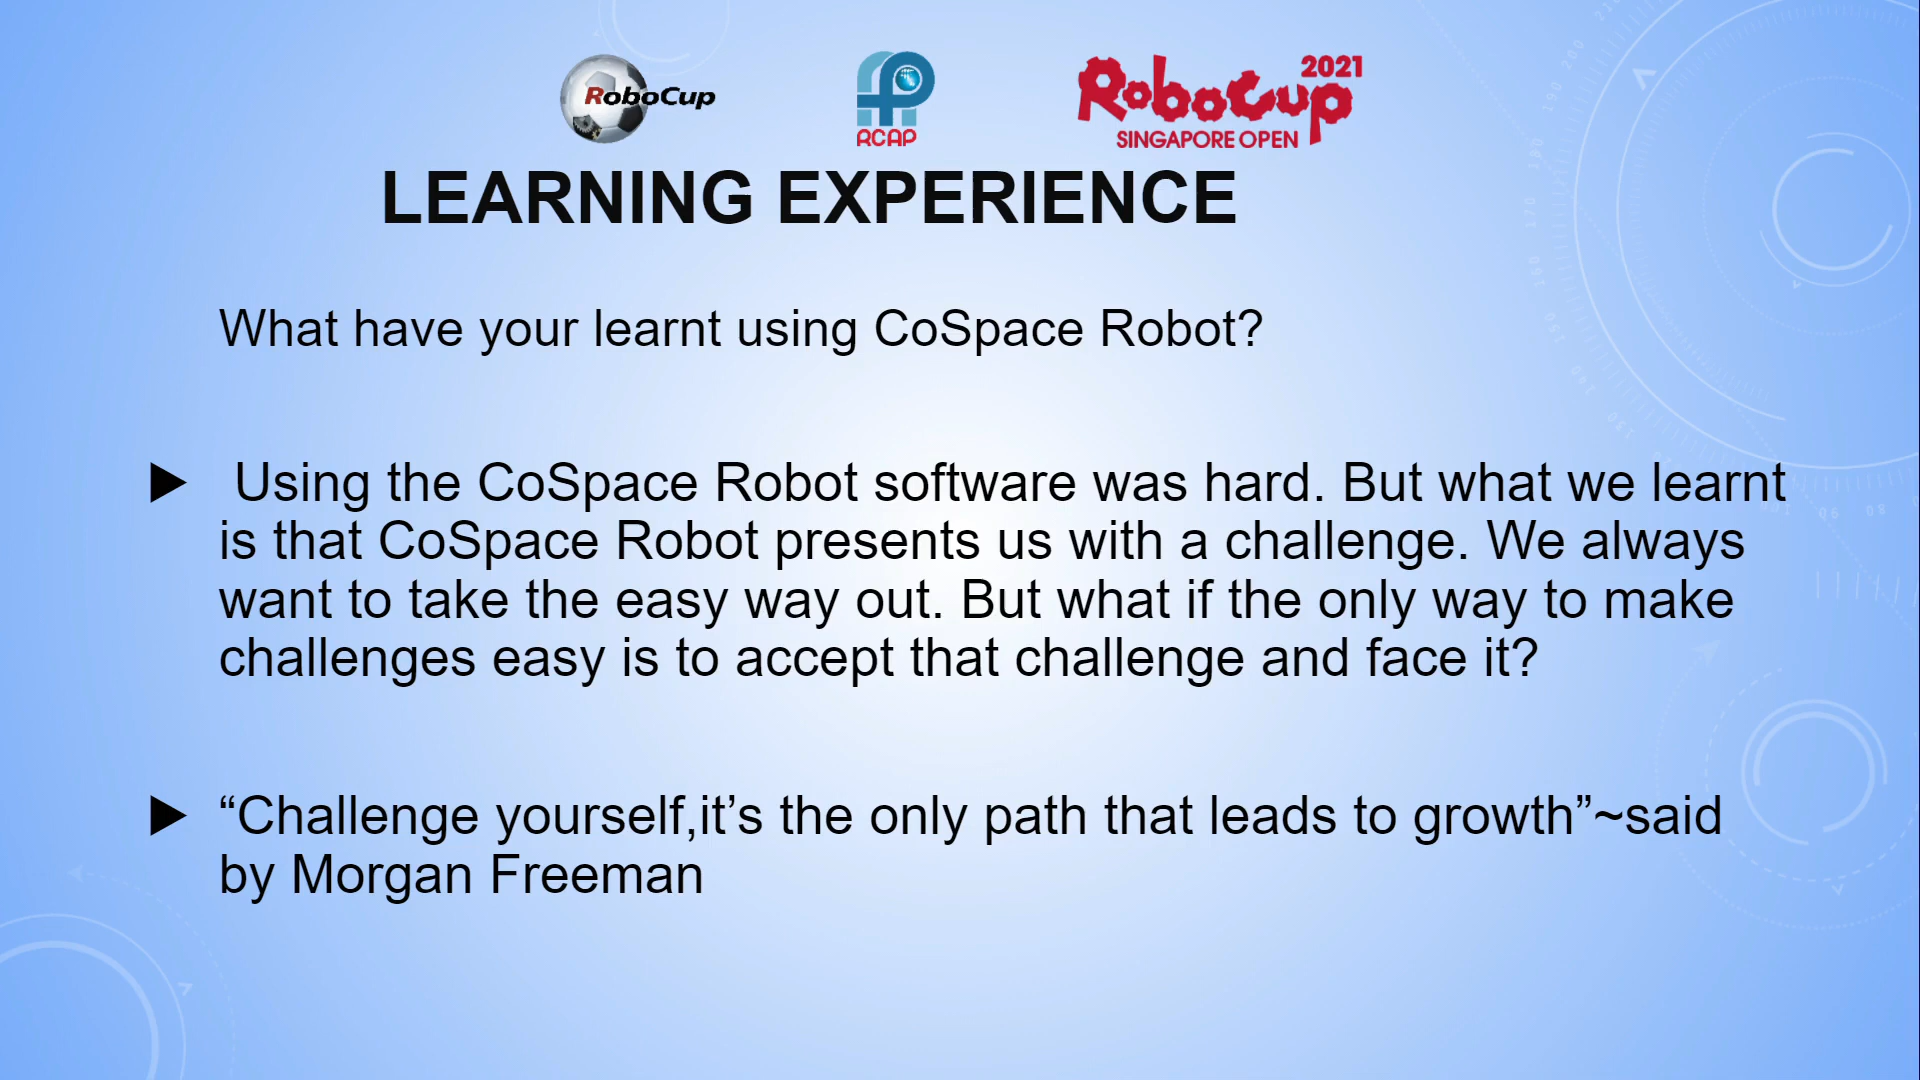 RoboCup
RCAP
2021
RoboCup
SINGAPORE OPEN
LEARNING EXPERIENCE
What have your learnt using CoSpace Robot?
Using the CoSpace Robot software was hard. But what we learnt
is that CoSpace Robot presents us with a challenge. We always
want to take the easy way out. But what if the only way to make
challenges easy is to accept that challenge and face it?
“Challenge yourself,it’s the only path that leads to growth”~said
by Morgan Freeman